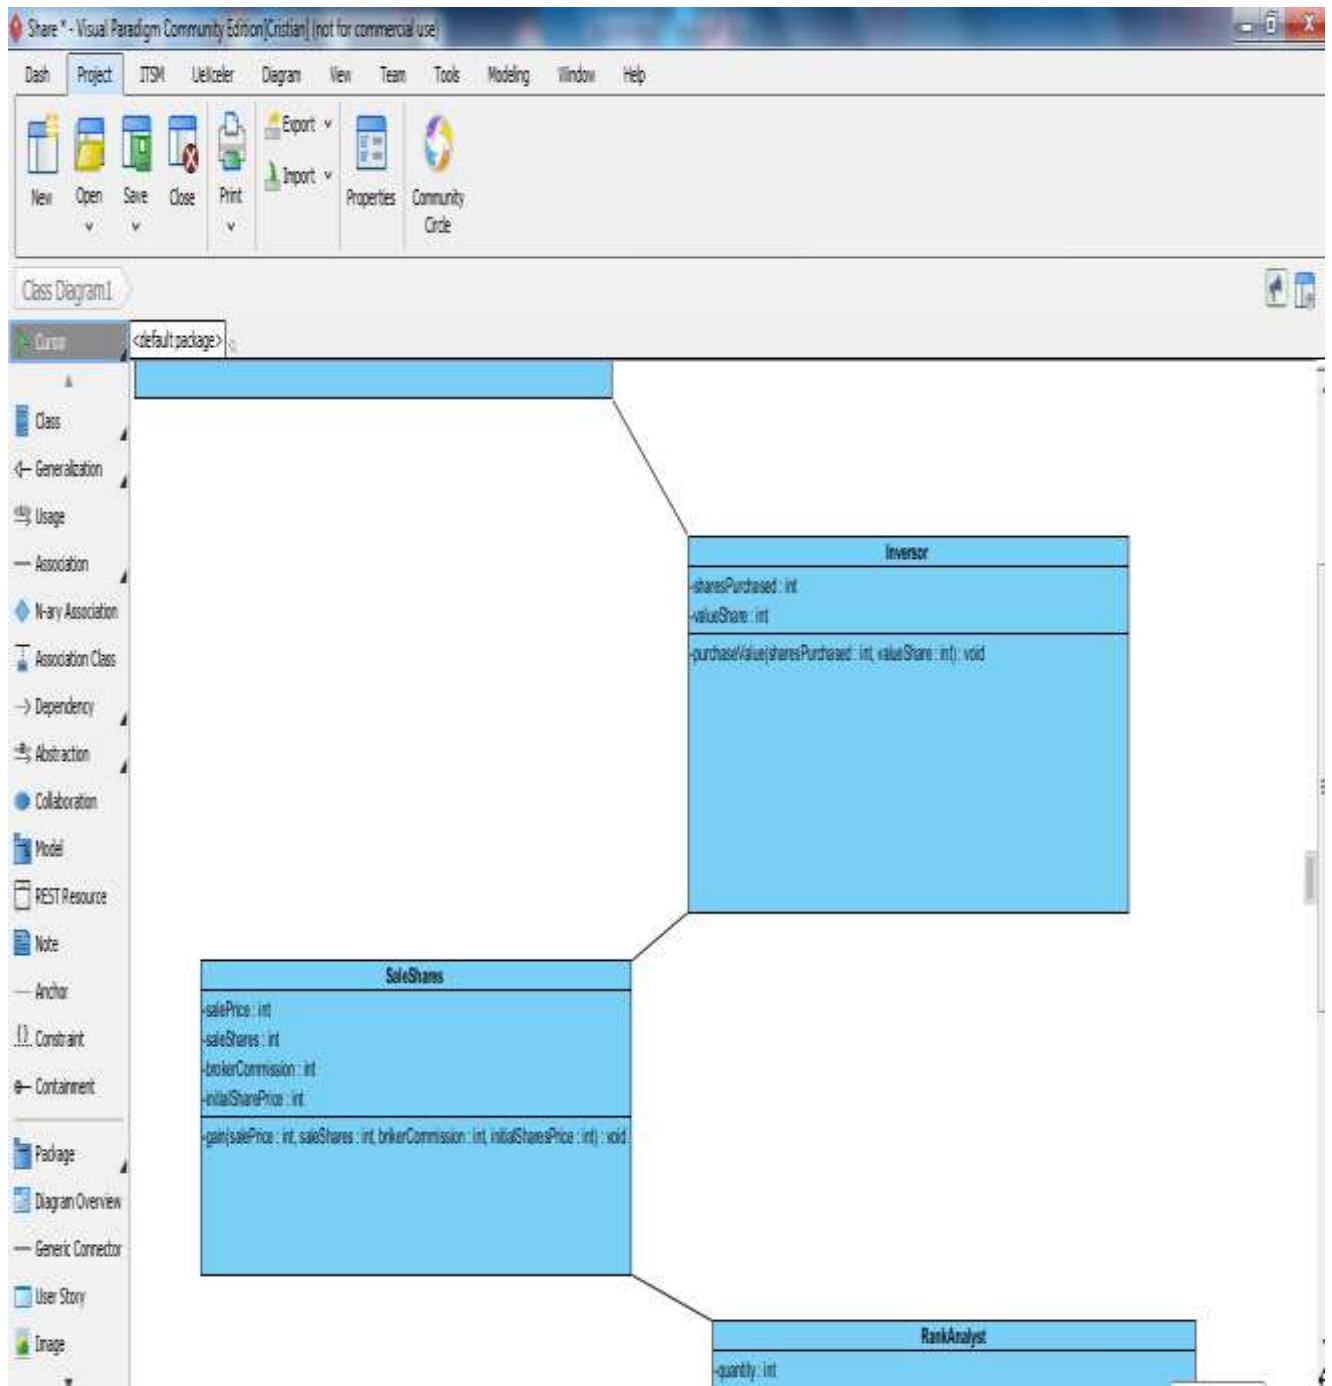 Share * - Visual Paradigm Community Edition[Cristian] (not for commercial use)
Dash Project ITSM UeXceler Diagram View Team Tools Modeling Window Help
New Open Save Close Print Export Import Properties Community Circle
Class Diagram1
Cursor
<default package>
Class
Generalization
Usage
Association
N-ary Association
Association Class
Dependency
Abstraction
Collaboration
Model
REST Resource
Note
Anchor
Constraint
Containment
Package
Diagram Overview
Generic Connector
User Story
Image
Inversor
-sharesPurchased : int
-valueShare : int
-purchaseValue(sharesPurchased : int, valueShare : int) : void
SaleShares
-salePrice : int
-saleShares : int
-brokerCommission : int
-initialSharePrice : int
-gain(salePrice : int, saleShares : int, brikerCommission : int, initialSharesPrice : int) : void
RankAnalyst
-quantity : int